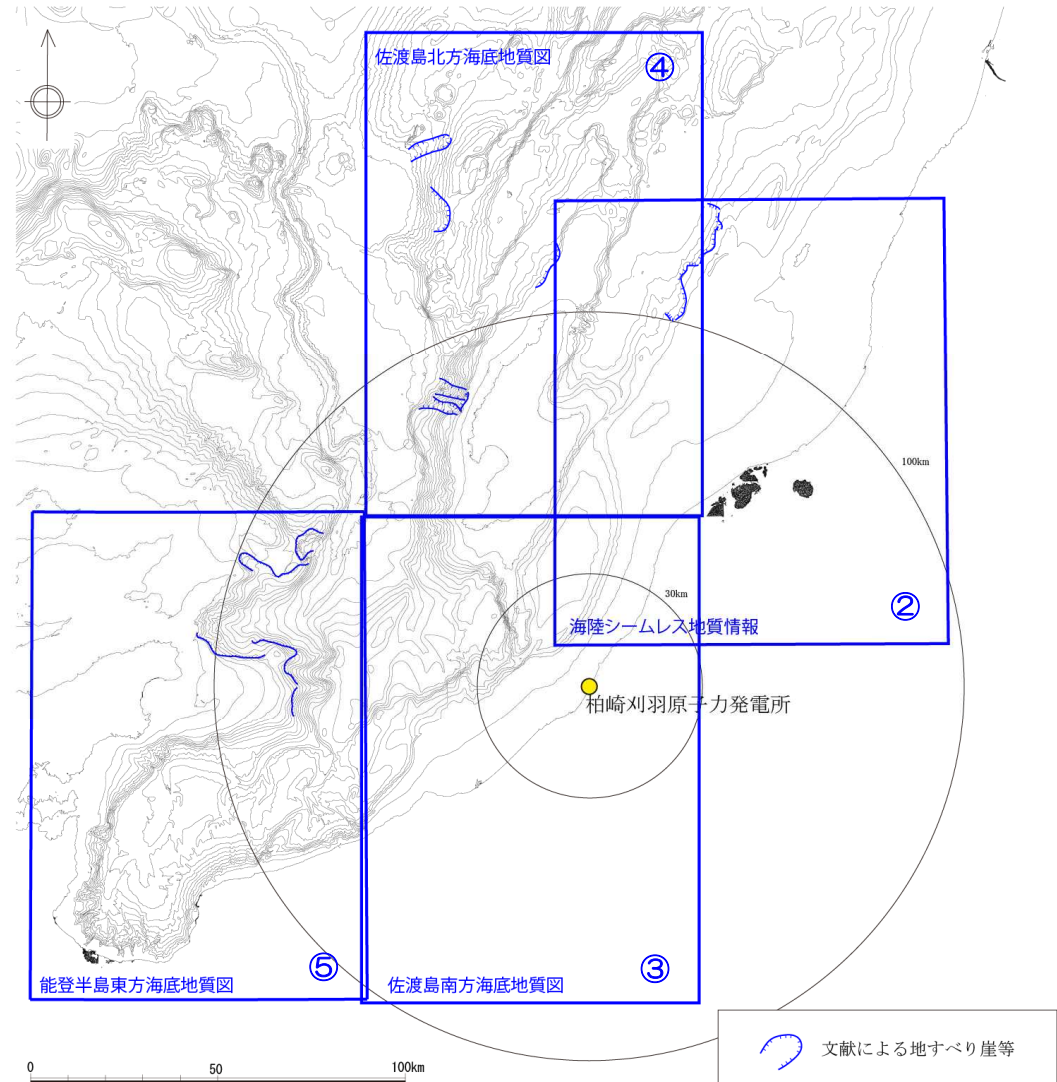 佐渡島北方海底地質図
④
100km
30km
②
海陸シームレス地質情報
柏崎刈羽原子力発電所
⑤
能登半島東方海底地質図
③
佐渡島南方海底地質図
文献による地すべり崖等
0 50 100km